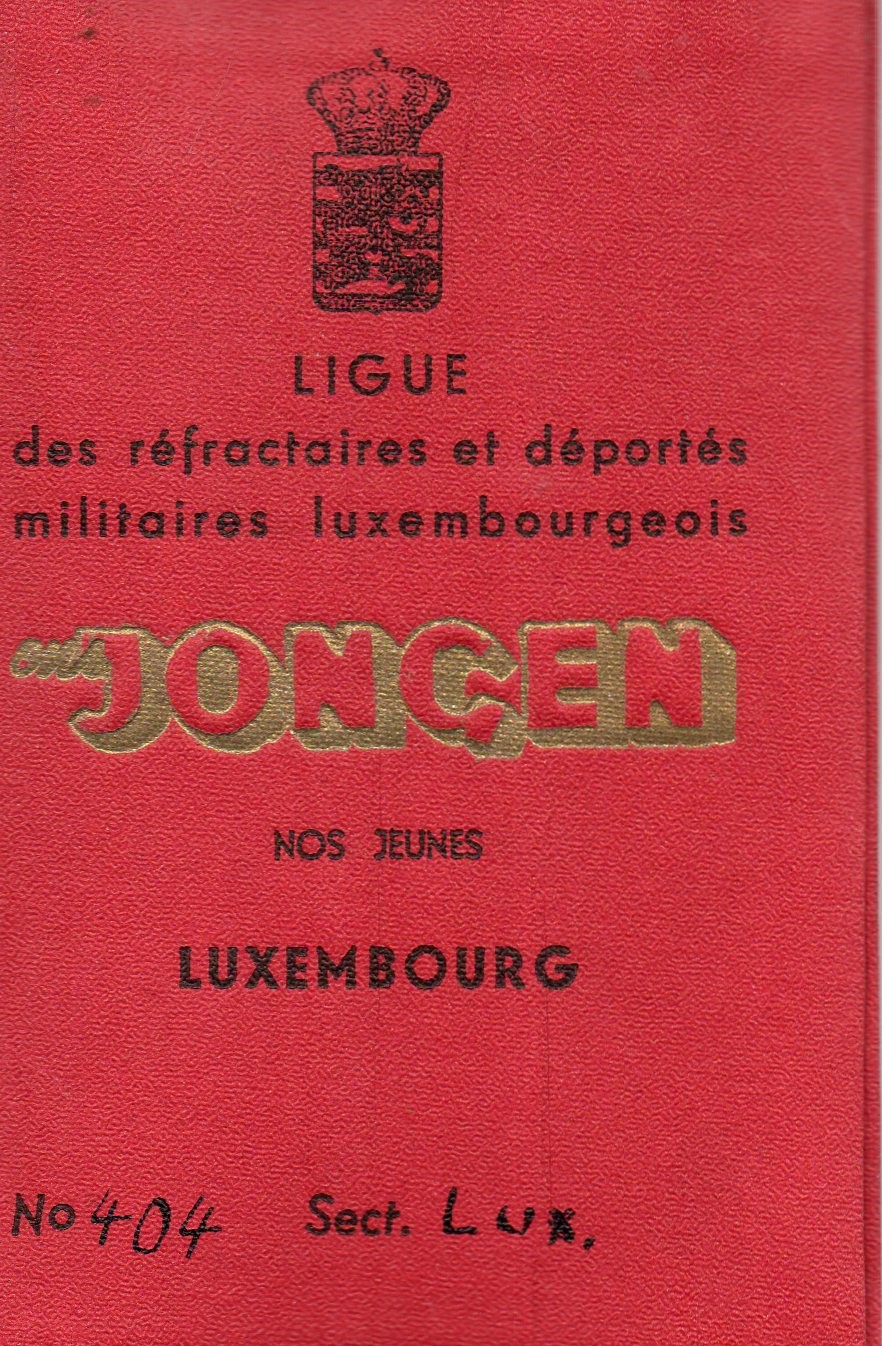 LIGUE
des réfractaires et déportés
militaires luxembourgeois
ons JONGEN
NOS JEUNES
LUXEMBOURG
No 404 Sect. Lux.